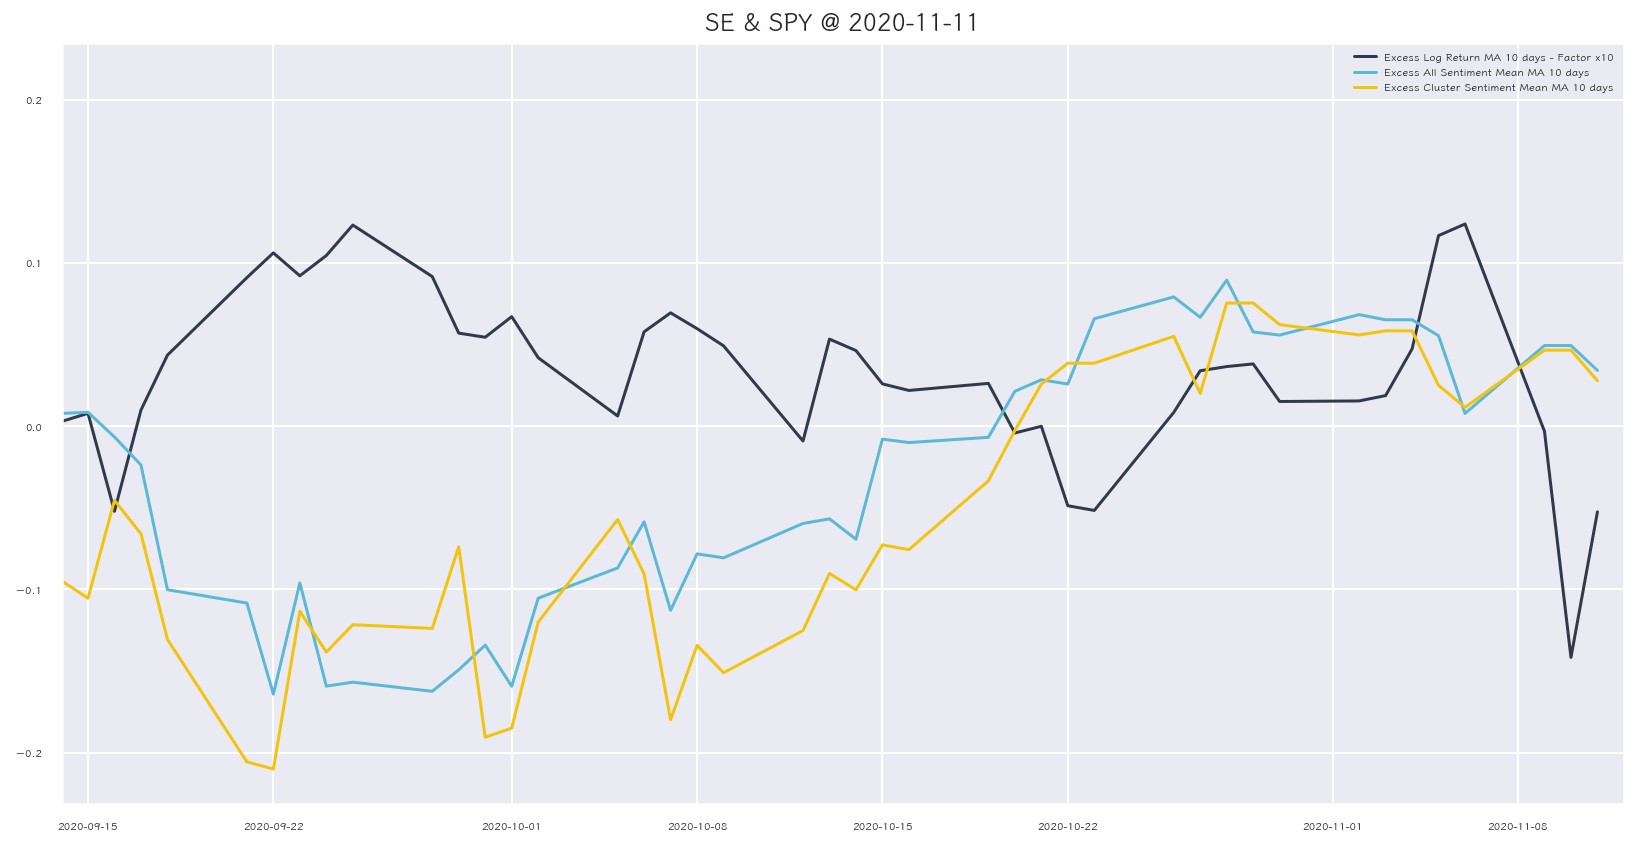 SE & SPY @ 2020-11-11
Excess Log Return MA 10 days - Factor x10
Excess All Sentiment Mean MA 10 days
Excess Cluster Sentiment Mean MA 10 days
0.2
0.1
0.0
−0.1
−0.2
2020-09-15 2020-09-22 2020-10-01 2020-10-08 2020-10-15 2020-10-22 2020-11-01 2020-11-08